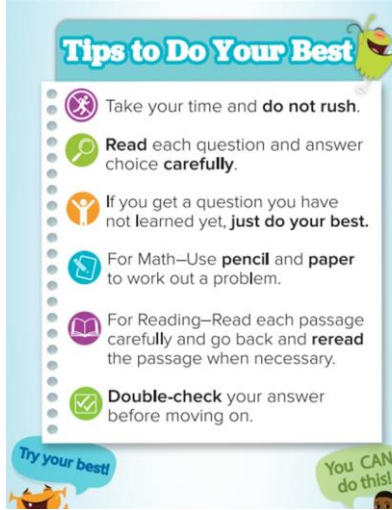 Tips to Do Your Best
Take your time and do not rush.
Read each question and answer
choice carefully.
If you get a question you have
not learned yet, just do your best.
For Math–Use pencil and paper
to work out a problem.
For Reading–Read each passage
carefully and go back and reread
the passage when necessary.
Double-check your answer
before moving on.
Try your best!
You CAN
do this!